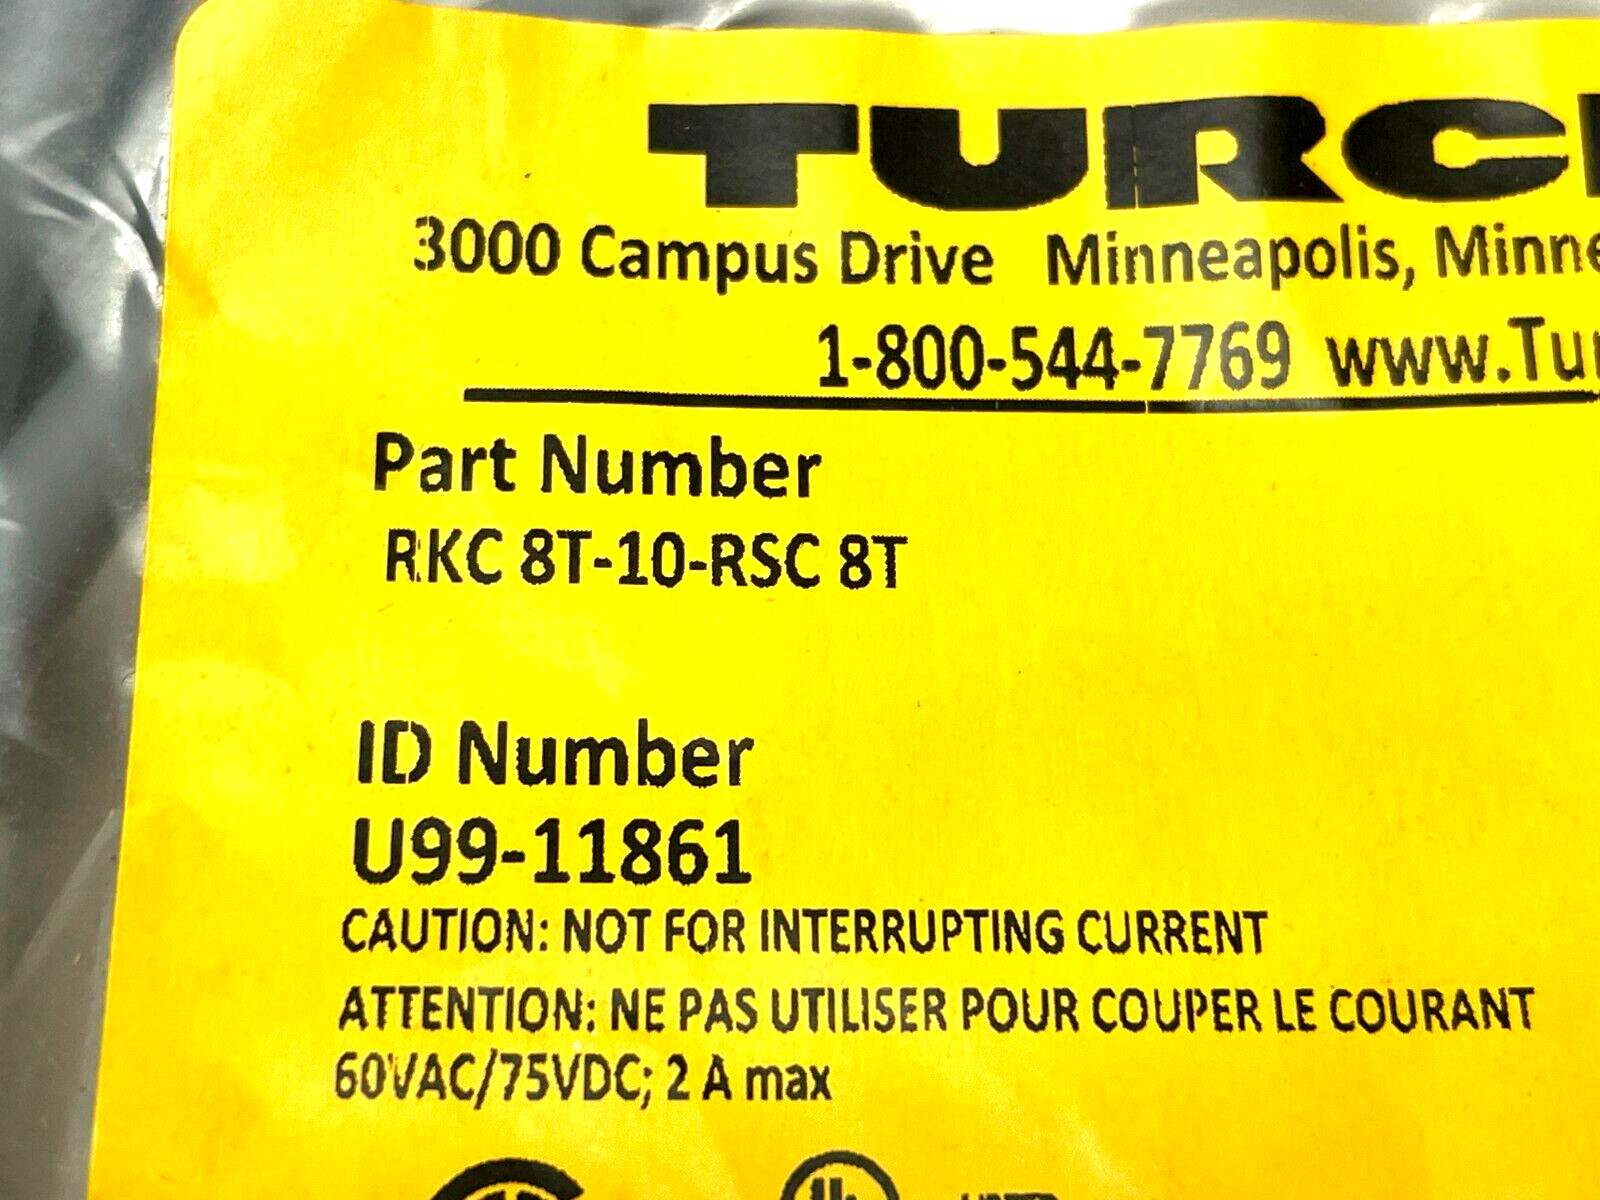 TURC
3000 Campus Drive Minneapolis, Minne
1-800-544-7769 www.Tur
Part Number
RKC 8T-10-RSC 8T
ID Number
U99-11861
CAUTION: NOT FOR INTERRUPTING CURRENT
ATTENTION: NE PAS UTILISER POUR COUPER LE COURANT
60VAC/75VDC; 2 A max